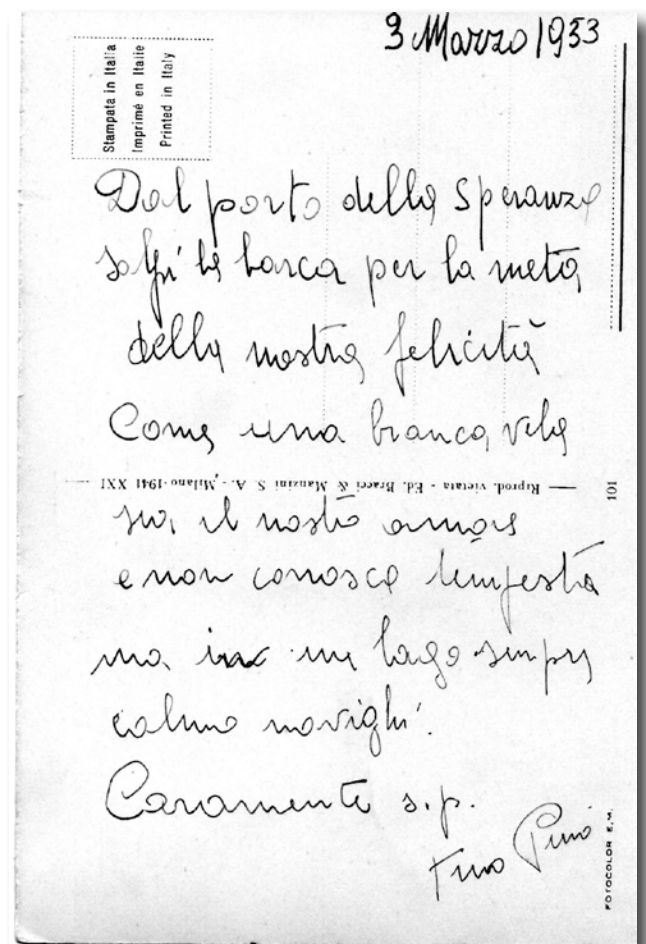 3 Marzo 1953
Stampata in Italia
Imprimé en Italie
Printed in Italy
Dal porto della Speranza
salpi la barca per la meta
della nostra felicità
Come una bianca vela
Riprod. vietata - Ed. Bracci & Manzini S. A. - Milano - 1941 XXI
101
sia il nostro amore
e non conosca tempesta
ma in un lago sempre
calmo navighi.
Caramente s.p.
tuo Pino
FOTOCOLOR E.M.